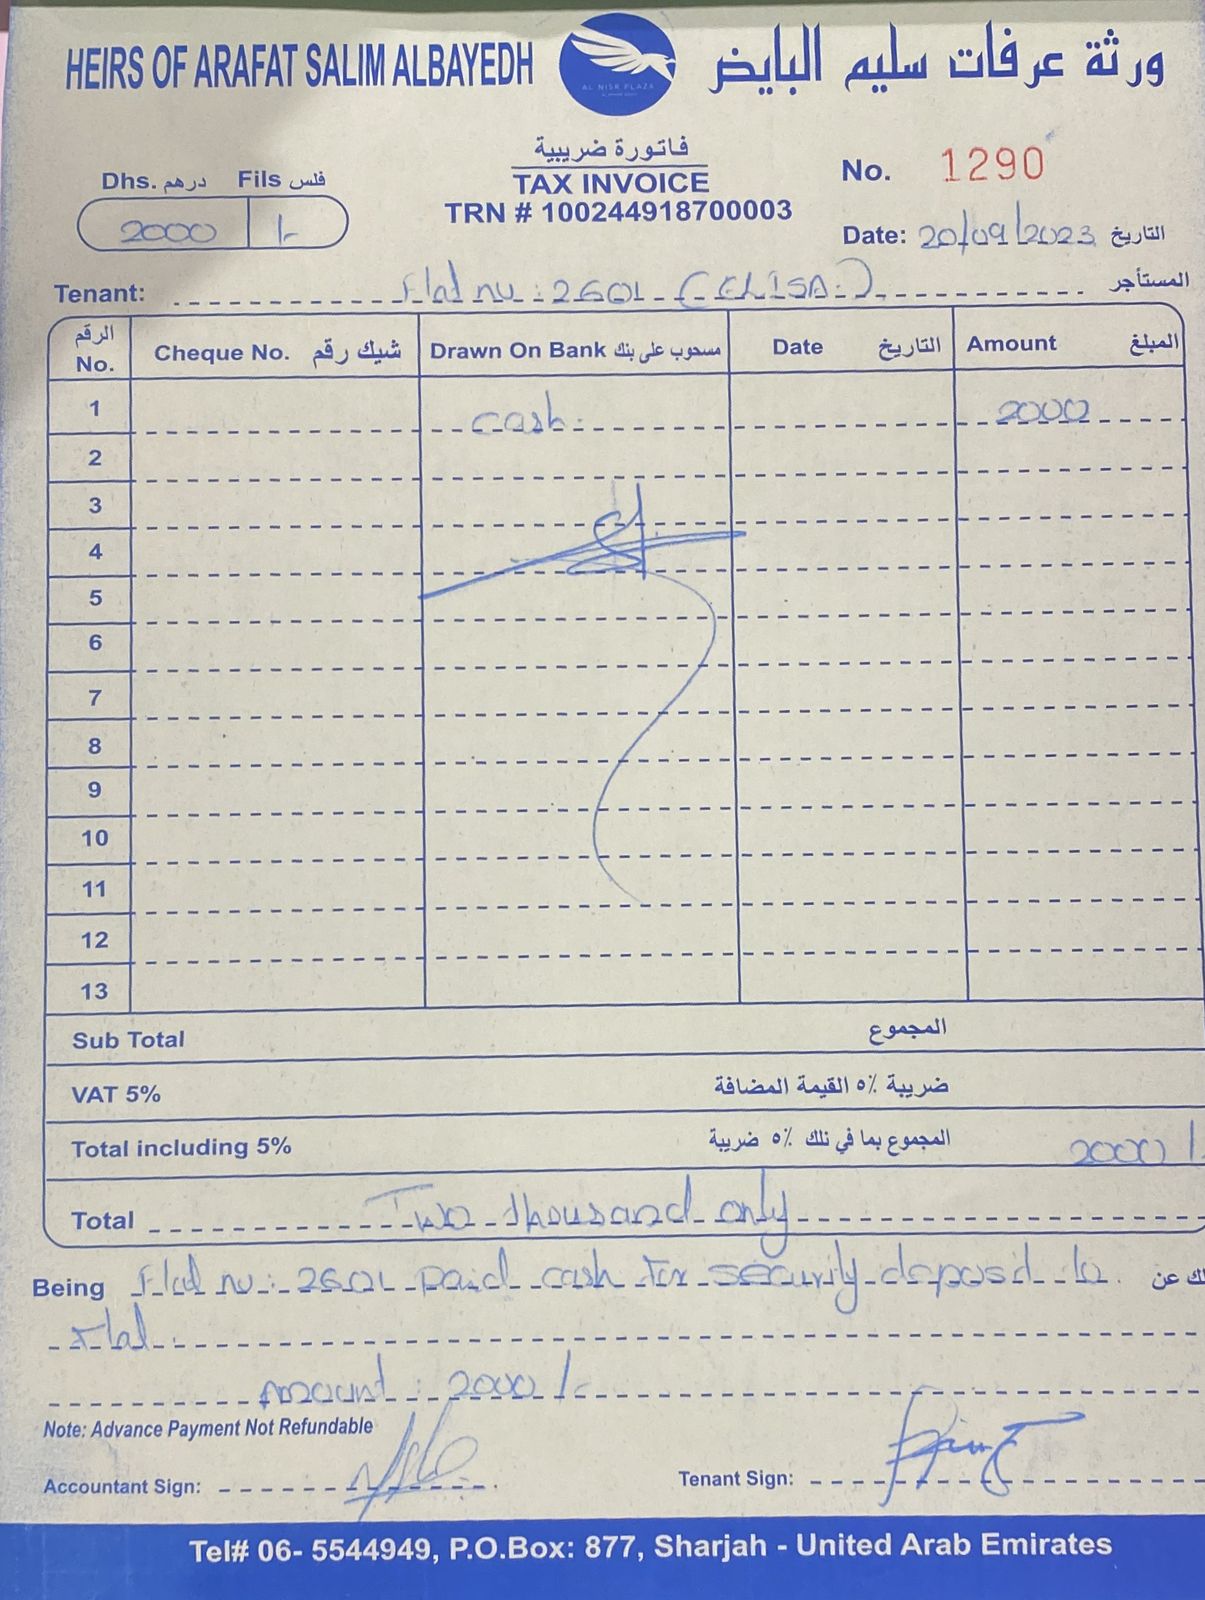 HEIRS OF ARAFAT SALIM ALBAYEDH
AL NISR PLAZA
ورثة عرفات سليم البايض
فاتورة ضريبية
TAX INVOICE
TRN # 100244918700003
Dhs. درهم Fils فلس
2000 /-
No. 1290
Date: 20/09/2023 التاريخ
Tenant: Flat no: 2601 (ELISA) المستأجر
الرقم No. Cheque No. شيك رقم Drawn On Bank مسحوب على بنك Date التاريخ Amount المبلغ
1 cash. 2000
2
3
4
5
6
7
8
9
10
11
12
13
Sub Total المجموع
VAT 5% ضريبة ٥٪ القيمة المضافة
Total including 5% المجموع بما في ذلك ٥٪ ضريبة 2000/-
Total Two thousand only
Being Flat no: 2601 paid cash for security deposit to
Flat.
Amount: 2000/-
Note: Advance Payment Not Refundable
Accountant Sign:
Tenant Sign:
Tel# 06- 5544949, P.O.Box: 877, Sharjah - United Arab Emirates